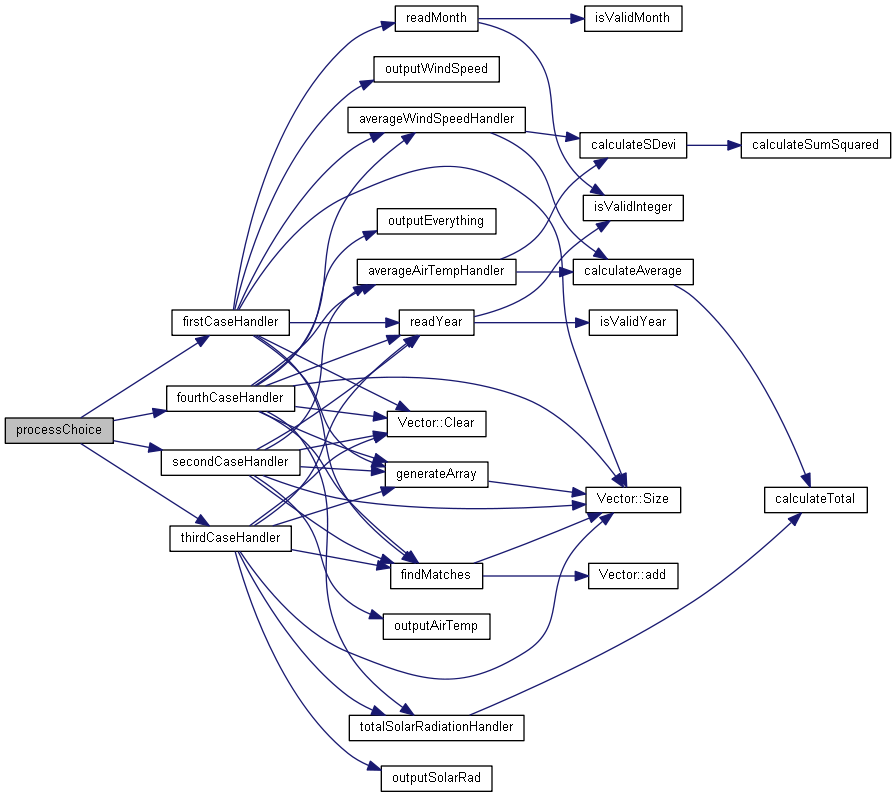 readMonth
isValidMonth
outputWindSpeed
averageWindSpeedHandler
calculateSDevi
calculateSumSquared
isValidInteger
outputEverything
averageAirTempHandler
calculateAverage
firstCaseHandler
readYear
isValidYear
fourthCaseHandler
processChoice
Vector::Clear
secondCaseHandler
generateArray
Vector::Size
calculateTotal
thirdCaseHandler
findMatches
Vector::add
outputAirTemp
totalSolarRadiationHandler
outputSolarRad